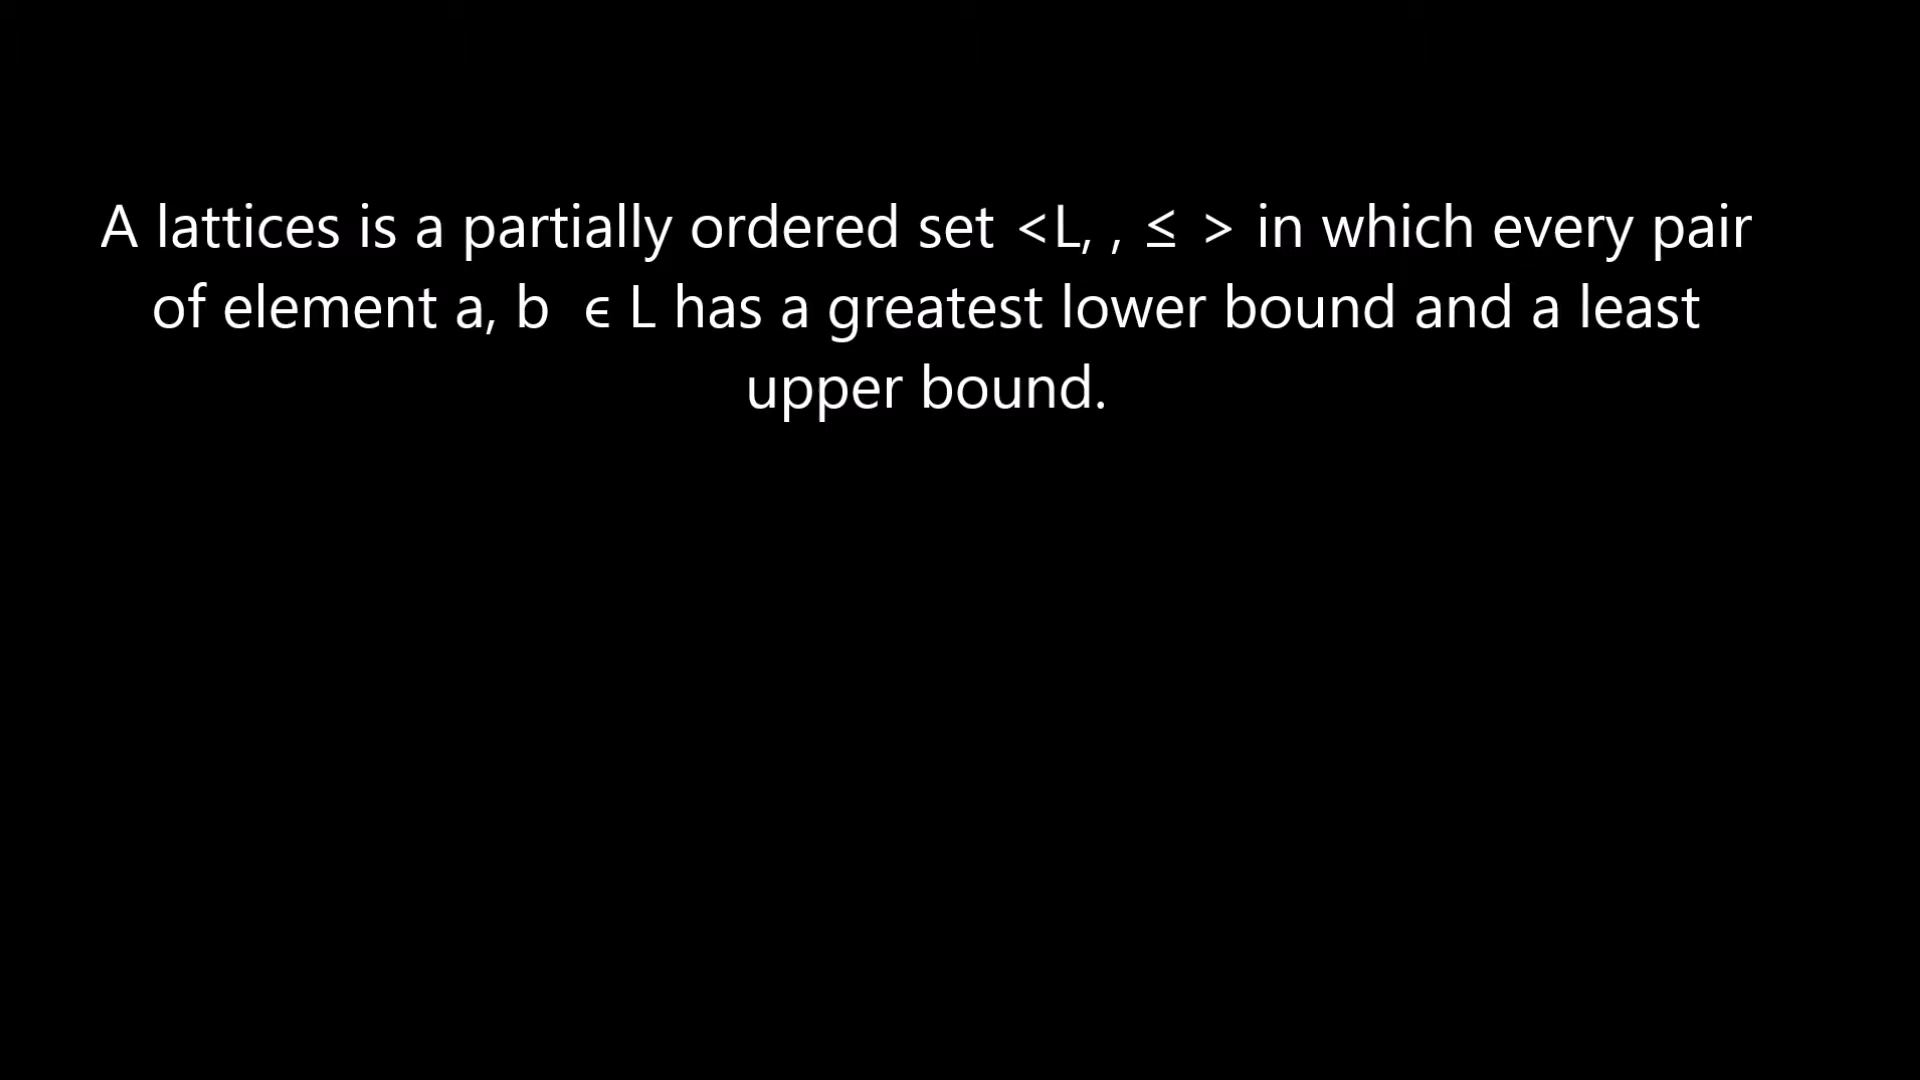 A lattices is a partially ordered set <L, , ≤ > in which every pair
of element a, b ϵ L has a greatest lower bound and a least
upper bound.